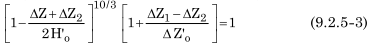 [1 - (ΔZ + ΔZ₂)/(2H'ₒ)]^10/3 [1 + (ΔZ₁ - ΔZ₂)/(ΔZ'ₒ)] = 1 (9.2.5-3)